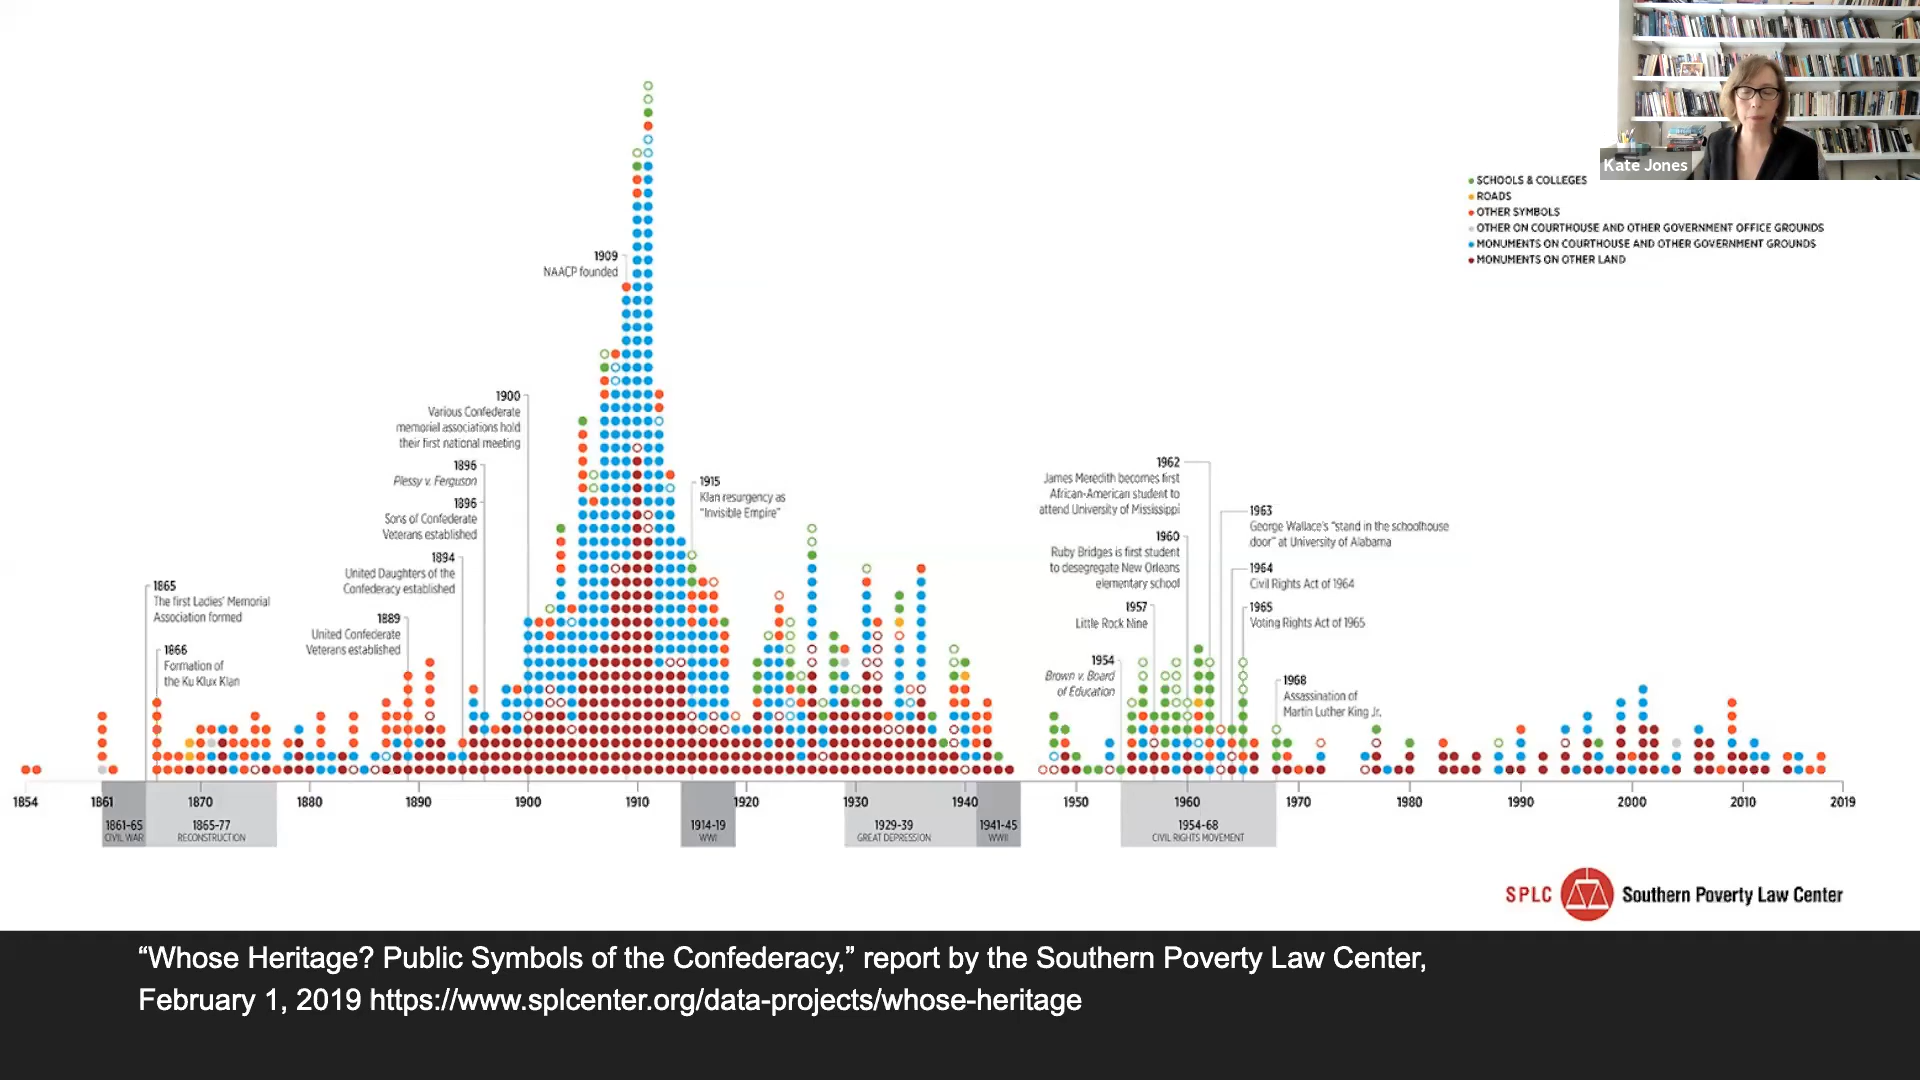 Kate Jones
SCHOOLS & COLLEGES
ROADS
OTHER SYMBOLS
OTHER ON COURTHOUSE AND OTHER GOVERNMENT OFFICE GROUNDS
MONUMENTS ON COURTHOUSE AND OTHER GOVERNMENT GROUNDS
MONUMENTS ON OTHER LAND
1865
The first Ladies' Memorial
Association formed
1866
Formation of
the Ku Klux Klan
1889
United Confederate
Veterans established
1894
United Daughters of the
Confederacy established
1896
Sons of Confederate
Veterans established
1896
Plessy v. Ferguson
1900
Various Confederate
memorial associations hold
their first national meeting
1909
NAACP founded
1915
Klan resurgency as
"Invisible Empire"
1954
Brown v. Board
of Education
1957
Little Rock Nine
1960
Ruby Bridges is first student
to desegregate New Orleans
elementary school
1962
James Meredith becomes first
African-American student to
attend University of Mississippi
1963
George Wallace's "stand in the schoolhouse
door" at University of Alabama
1964
Civil Rights Act of 1964
1965
Voting Rights Act of 1965
1968
Assassination of
Martin Luther King Jr.
1854 1861 1870 1880 1890 1900 1910 1920 1930 1940 1950 1960 1970 1980 1990 2000 2010 2019
1861-65
CIVIL WAR
1865-77
RECONSTRUCTION
1914-19
WWI
1929-39
GREAT DEPRESSION
1941-45
WWII
1954-68
CIVIL RIGHTS MOVEMENT
SPLC Southern Poverty Law Center
“Whose Heritage? Public Symbols of the Confederacy,” report by the Southern Poverty Law Center,
February 1, 2019 https://www.splcenter.org/data-projects/whose-heritage